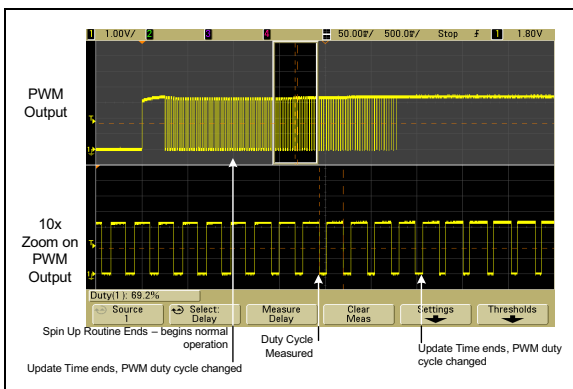 1 1.00V/ 2 3 4 50.00▽/ 500.0▽/ Stop 1 1.80V
PWM
Output
10x
Zoom on
PWM
Output
Duty(1): 69.2%
Source
1
Select:
Delay
Measure
Delay
Clear
Meas
Settings
Thresholds
Spin Up Routine Ends – begins normal
operation
Update Time ends, PWM duty cycle changed
Duty Cycle
Measured
Update Time ends, PWM duty
cycle changed